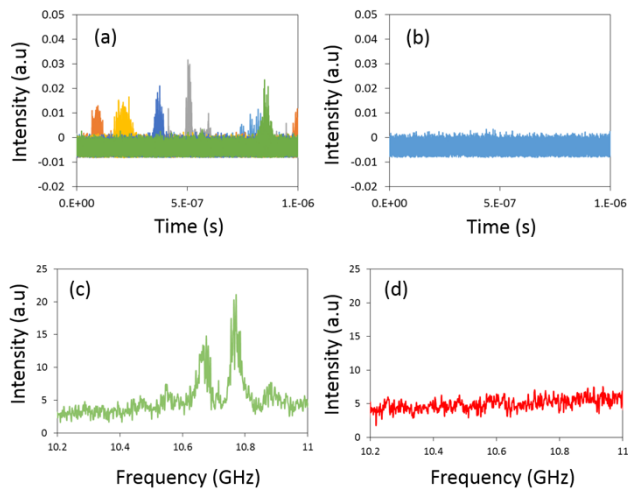 (a)
Intensity (a.u)
0.05
0.04
0.03
0.02
0.01
0
-0.01
-0.02
0.E+00 5.E-07 1.E-06
Time (s)
(b)
Intensity (a.u)
0.05
0.04
0.03
0.02
0.01
0
-0.01
-0.02
0.E+00 5.E-07 1.E-06
Time (s)
(c)
Intensity (a.u)
25
20
15
10
5
0
10.2 10.4 10.6 10.8 11
Frequency (GHz)
(d)
Intensity (a.u)
25
20
15
10
5
0
10.2 10.4 10.6 10.8 11
Frequency (GHz)